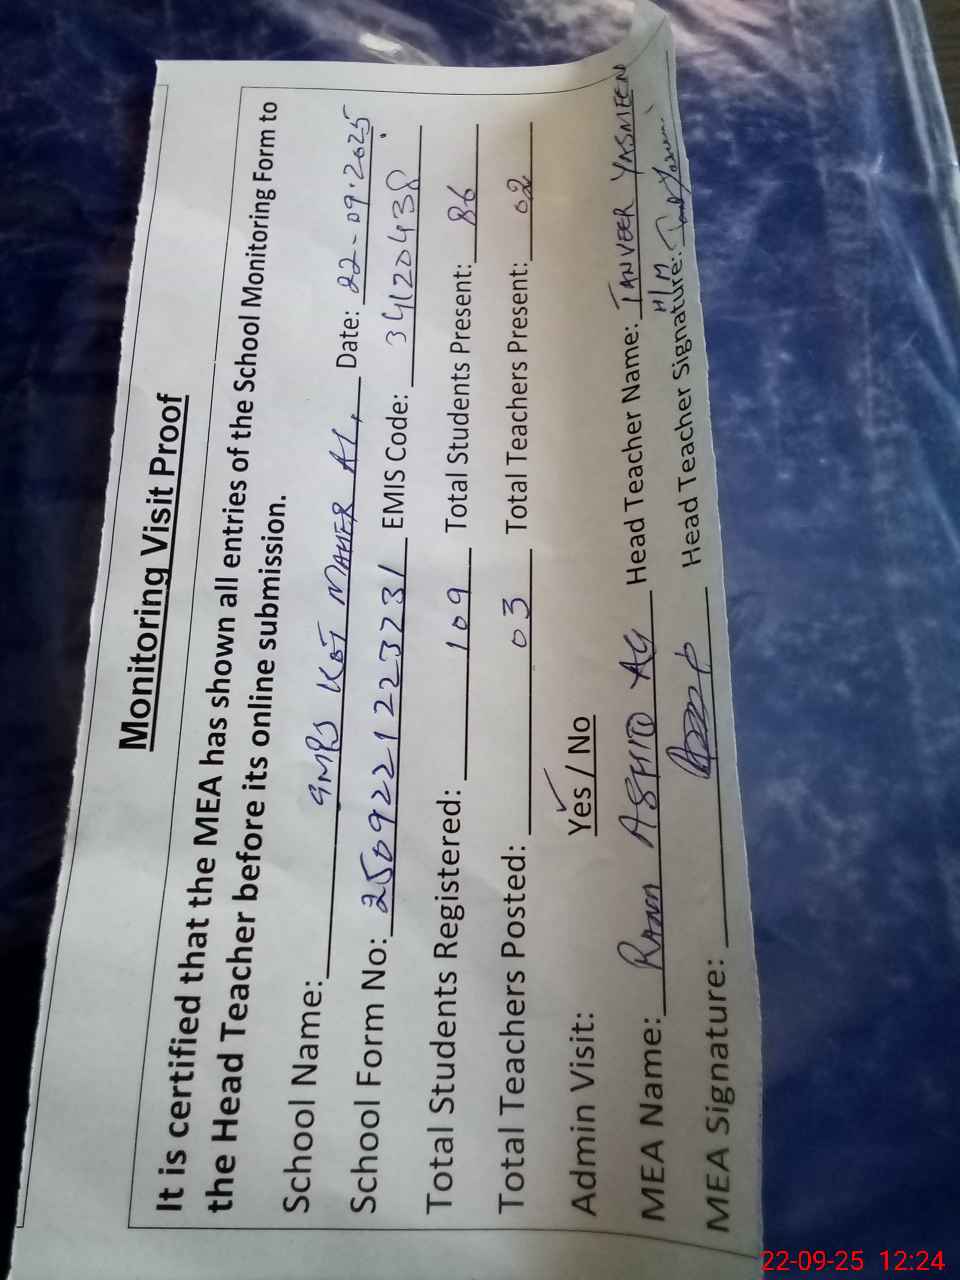 Monitoring Visit Proof
It is certified that the MEA has shown all entries of the School Monitoring Form to
the Head Teacher before its online submission.
School Name: GMPS KOT MAHER ALI, Date: 22-09-2025
School Form No: 2509221223231 EMIS Code: 34120438
Total Students Registered: 109 Total Students Present: 86
Total Teachers Posted: 03 Total Teachers Present: 02
Admin Visit: Yes / No
MEA Name: RANA ASHIQ ALI Head Teacher Name: TANVEER YASMEEN
H/M
MEA Signature: Head Teacher Signature:
22-09-25 12:24